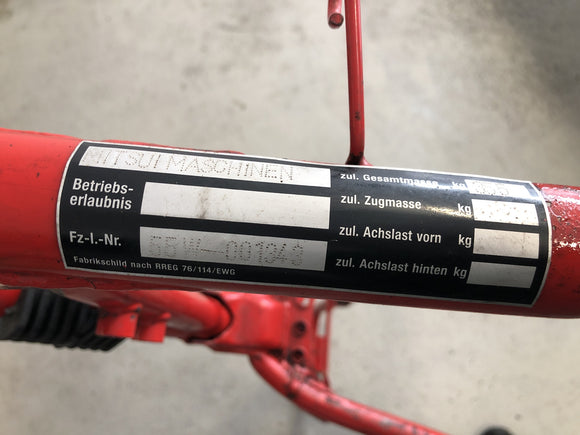 MITSUI MASCHINEN
Betriebs-
erlaubnis
Fz-I.-Nr.
Fabrikschild nach RREG 76/114/EWG
zul. Gesamtmasse kg
zul. Zugmasse kg
zul. Achslast vorn kg
zul. Achslast hinten kg